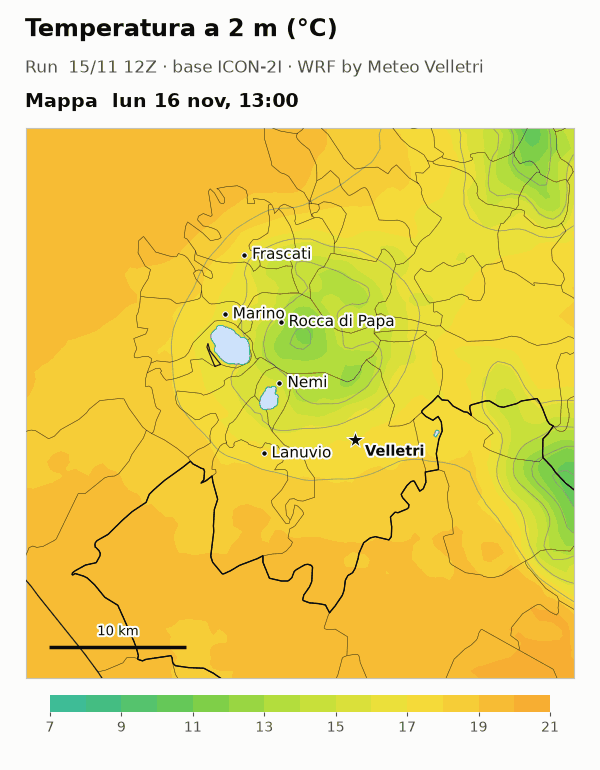 Temperatura a 2 m (°C)
Run  15/11 12Z · base ICON-2I · WRF by Meteo Velletri
Mappa  lun 16 nov, 13:00
Frascati
Marino
Rocca di Papa
Nemi
Velletri
Lanuvio
10 km
7 9 11 13 15 17 19 21